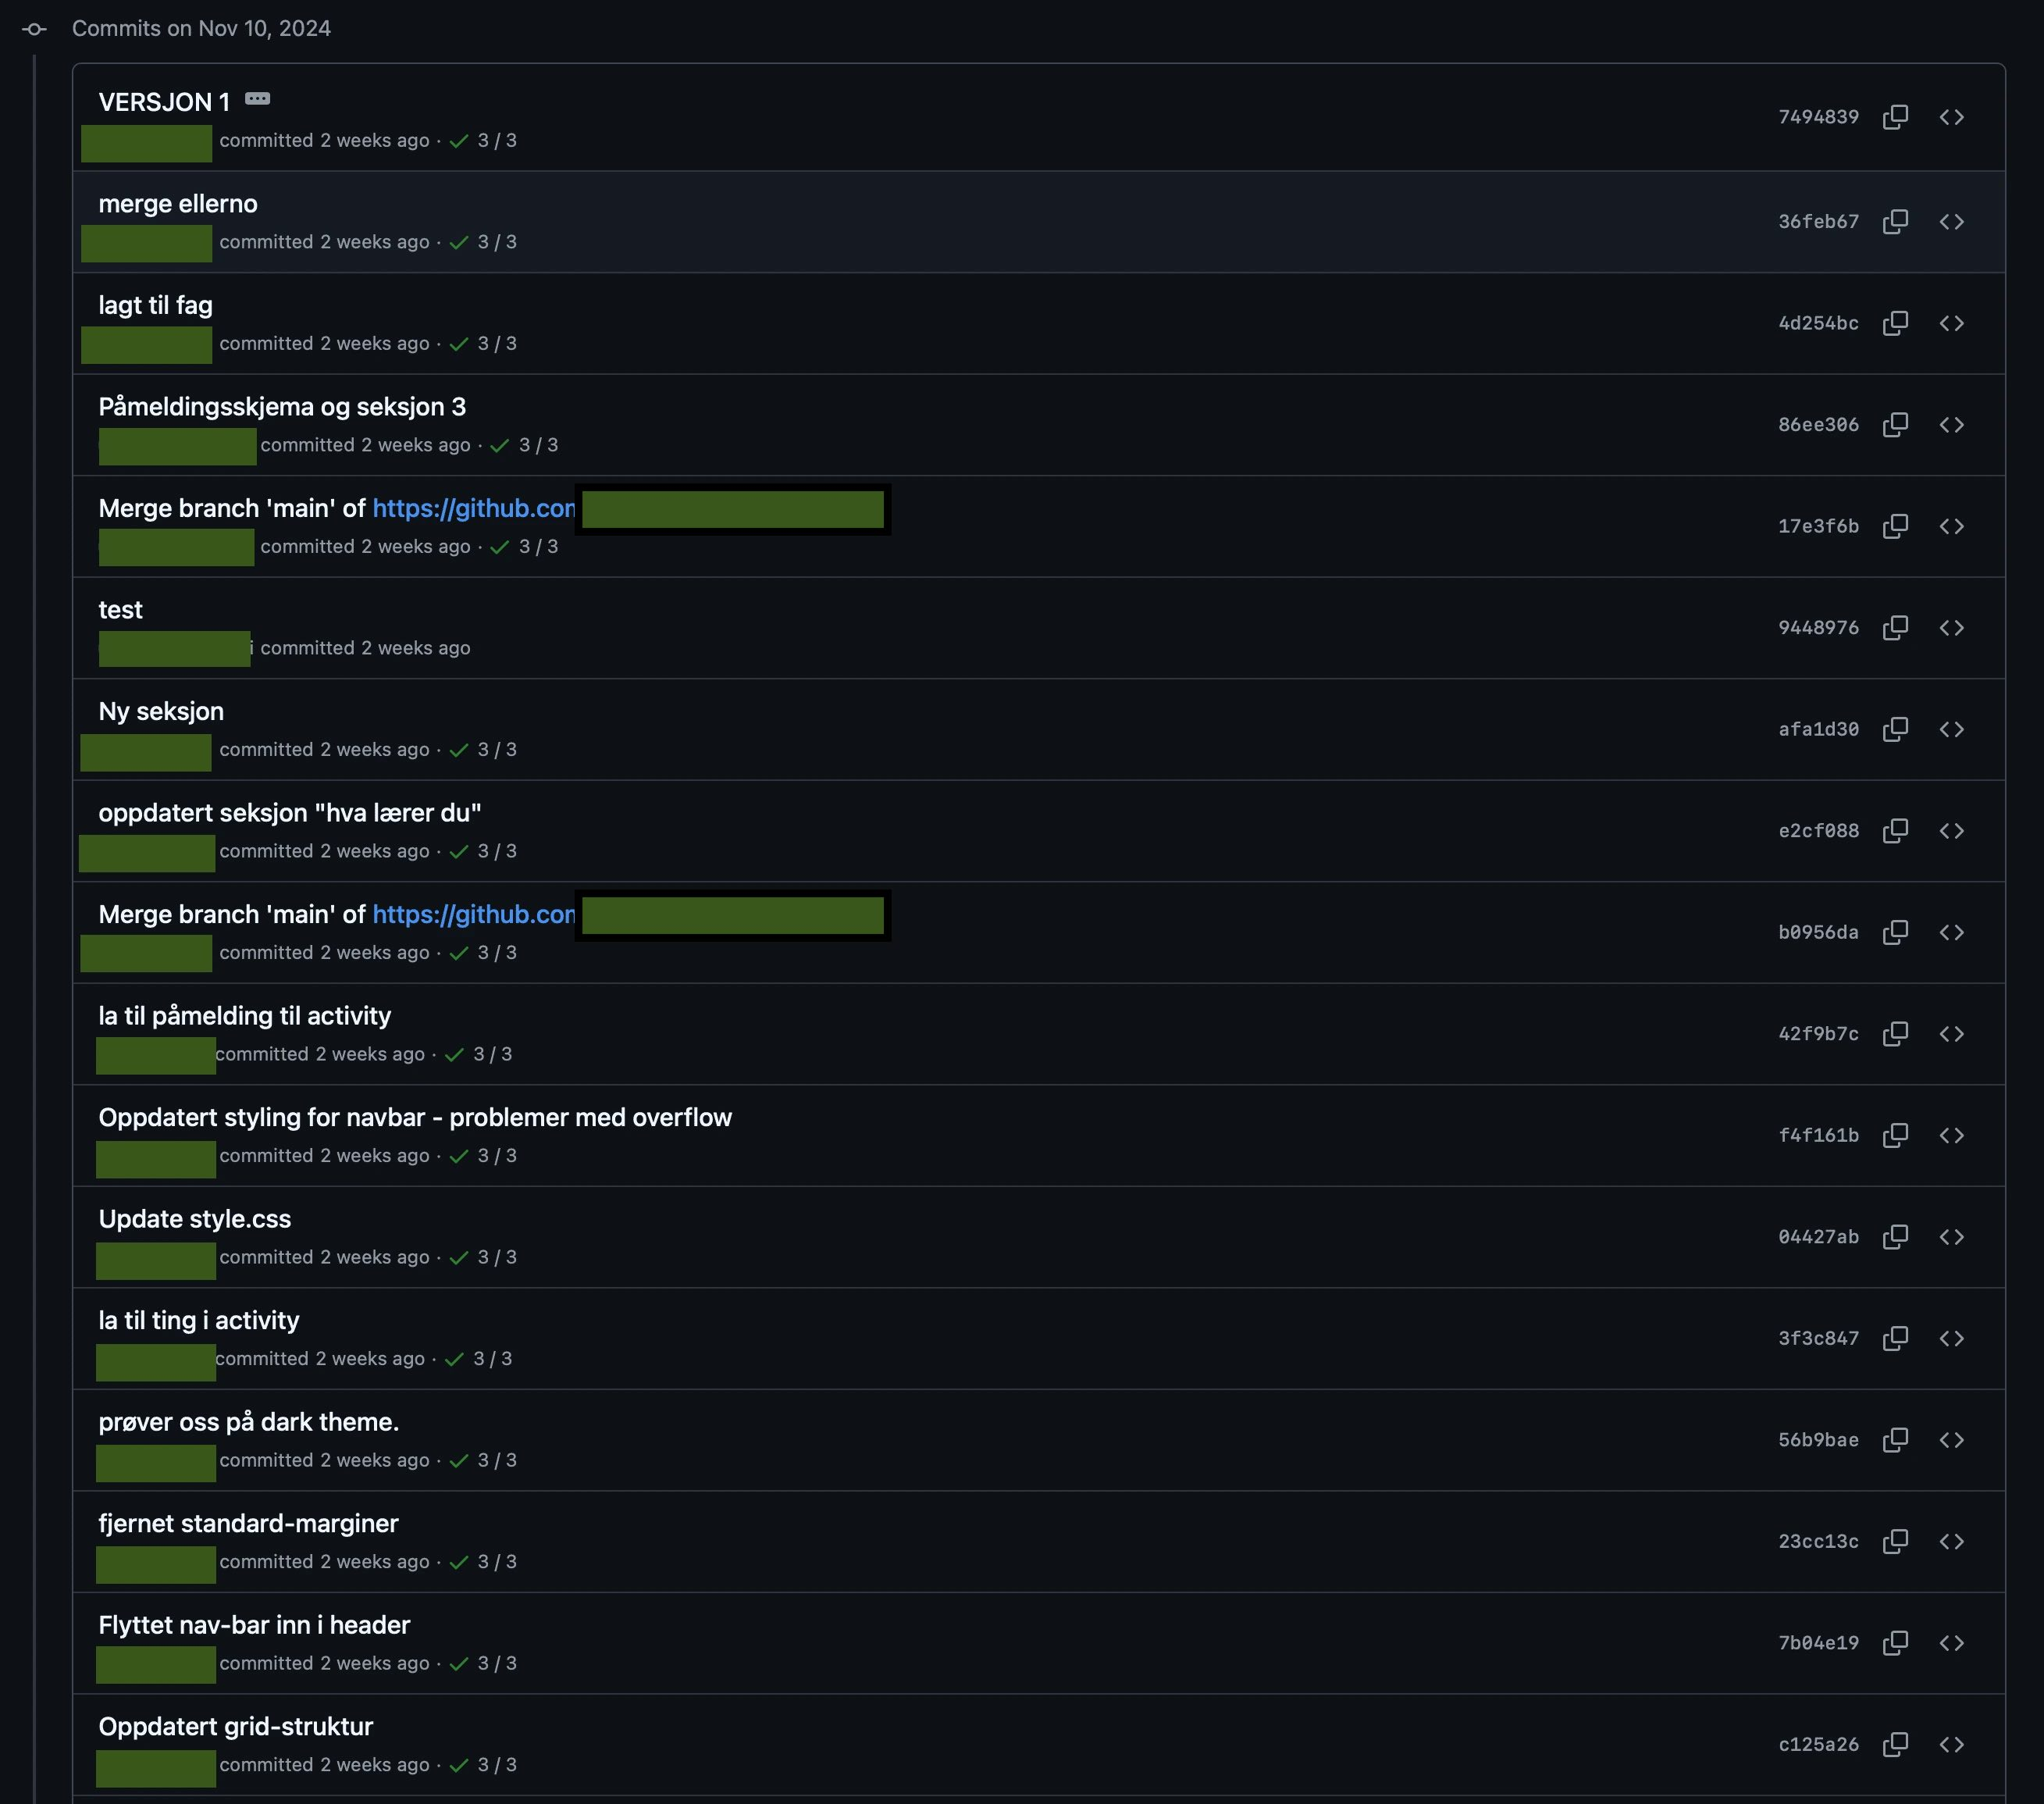 Commits on Nov 10, 2024
VERSJON 1
committed 2 weeks ago · 3 / 3
7494839
merge ellerno
committed 2 weeks ago · 3 / 3
36feb67
lagt til fag
committed 2 weeks ago · 3 / 3
4d254bc
Påmeldingsskjema og seksjon 3
committed 2 weeks ago · 3 / 3
86ee306
Merge branch 'main' of https://github.con
committed 2 weeks ago · 3 / 3
17e3f6b
test
i committed 2 weeks ago
9448976
Ny seksjon
committed 2 weeks ago · 3 / 3
afa1d30
oppdatert seksjon "hva lærer du"
committed 2 weeks ago · 3 / 3
e2cf088
Merge branch 'main' of https://github.con
committed 2 weeks ago · 3 / 3
b0956da
la til påmelding til activity
committed 2 weeks ago · 3 / 3
42f9b7c
Oppdatert styling for navbar - problemer med overflow
committed 2 weeks ago · 3 / 3
f4f161b
Update style.css
committed 2 weeks ago · 3 / 3
04427ab
la til ting i activity
committed 2 weeks ago · 3 / 3
3f3c847
prøver oss på dark theme.
committed 2 weeks ago · 3 / 3
56b9bae
fjernet standard-marginer
committed 2 weeks ago · 3 / 3
23cc13c
Flyttet nav-bar inn i header
committed 2 weeks ago · 3 / 3
7b04e19
Oppdatert grid-struktur
committed 2 weeks ago · 3 / 3
c125a26